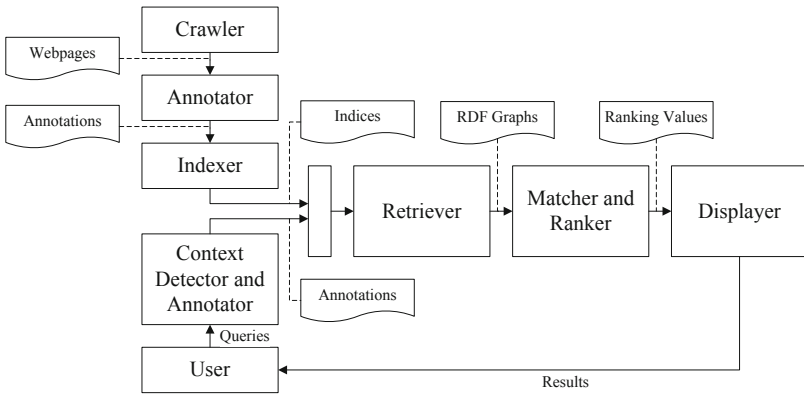 Crawler
Webpages
Annotator
Annotations
Indices
RDF Graphs
Ranking Values
Indexer
Retriever
Matcher and
Ranker
Displayer
Context
Detector and
Annotator
Annotations
Queries
User
Results